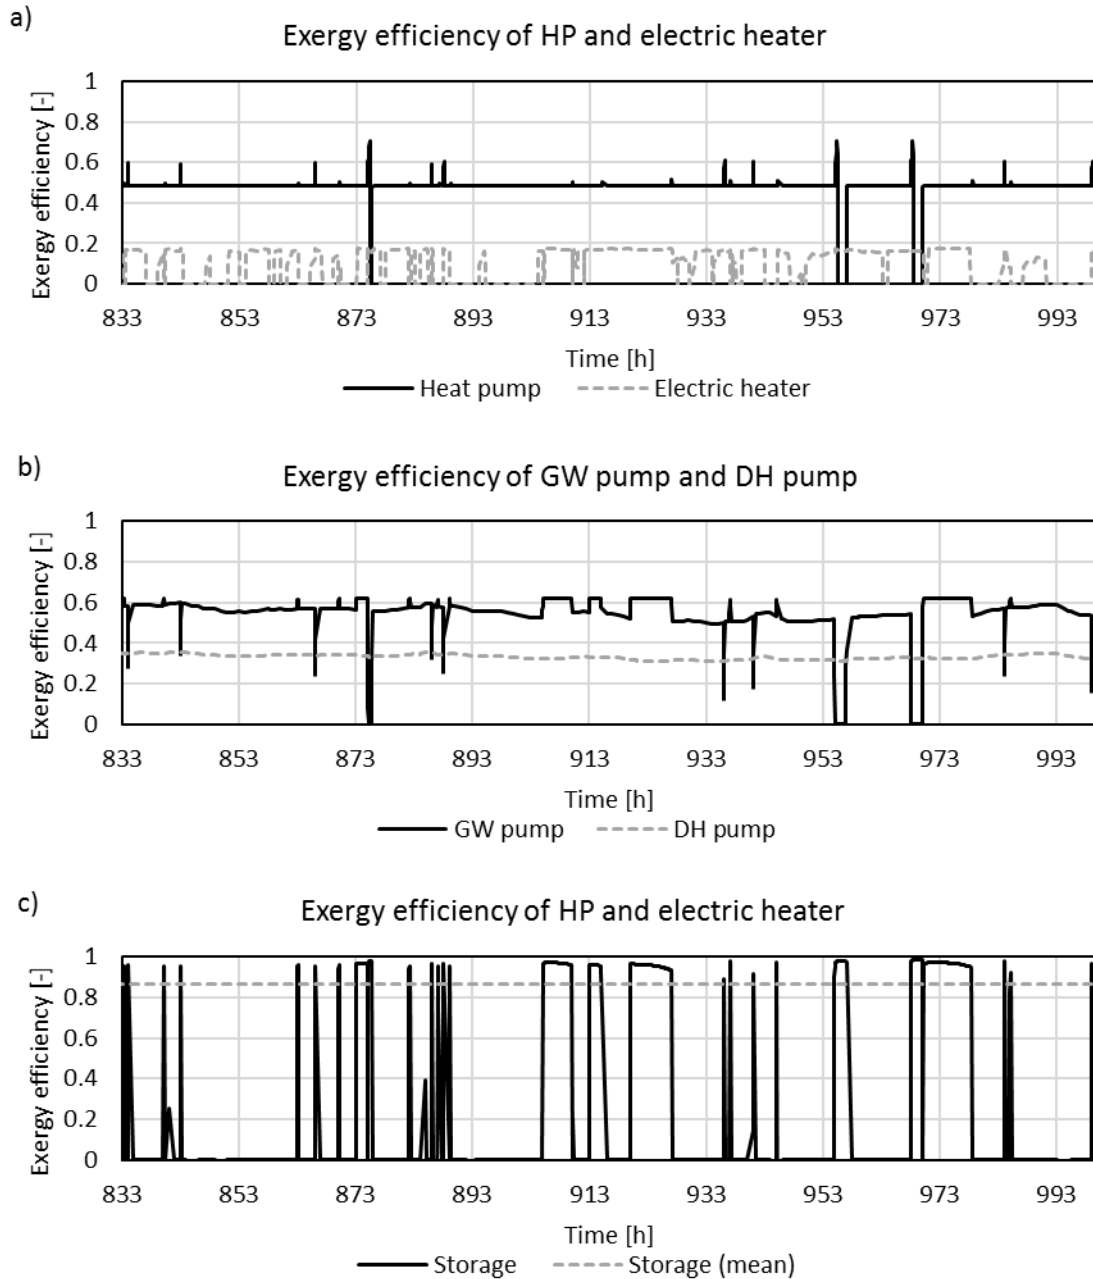 a)
Exergy efficiency of HP and electric heater
Exergy efficiency [-]
1
0.8
0.6
0.4
0.2
0
833 853 873 893 913 933 953 973 993
Time [h]
Heat pump Electric heater
b)
Exergy efficiency of GW pump and DH pump
Exergy efficiency [-]
1
0.8
0.6
0.4
0.2
0
833 853 873 893 913 933 953 973 993
Time [h]
GW pump DH pump
c)
Exergy efficiency of HP and electric heater
Exergy efficiency [-]
1
0.8
0.6
0.4
0.2
0
833 853 873 893 913 933 953 973 993
Time [h]
Storage Storage (mean)